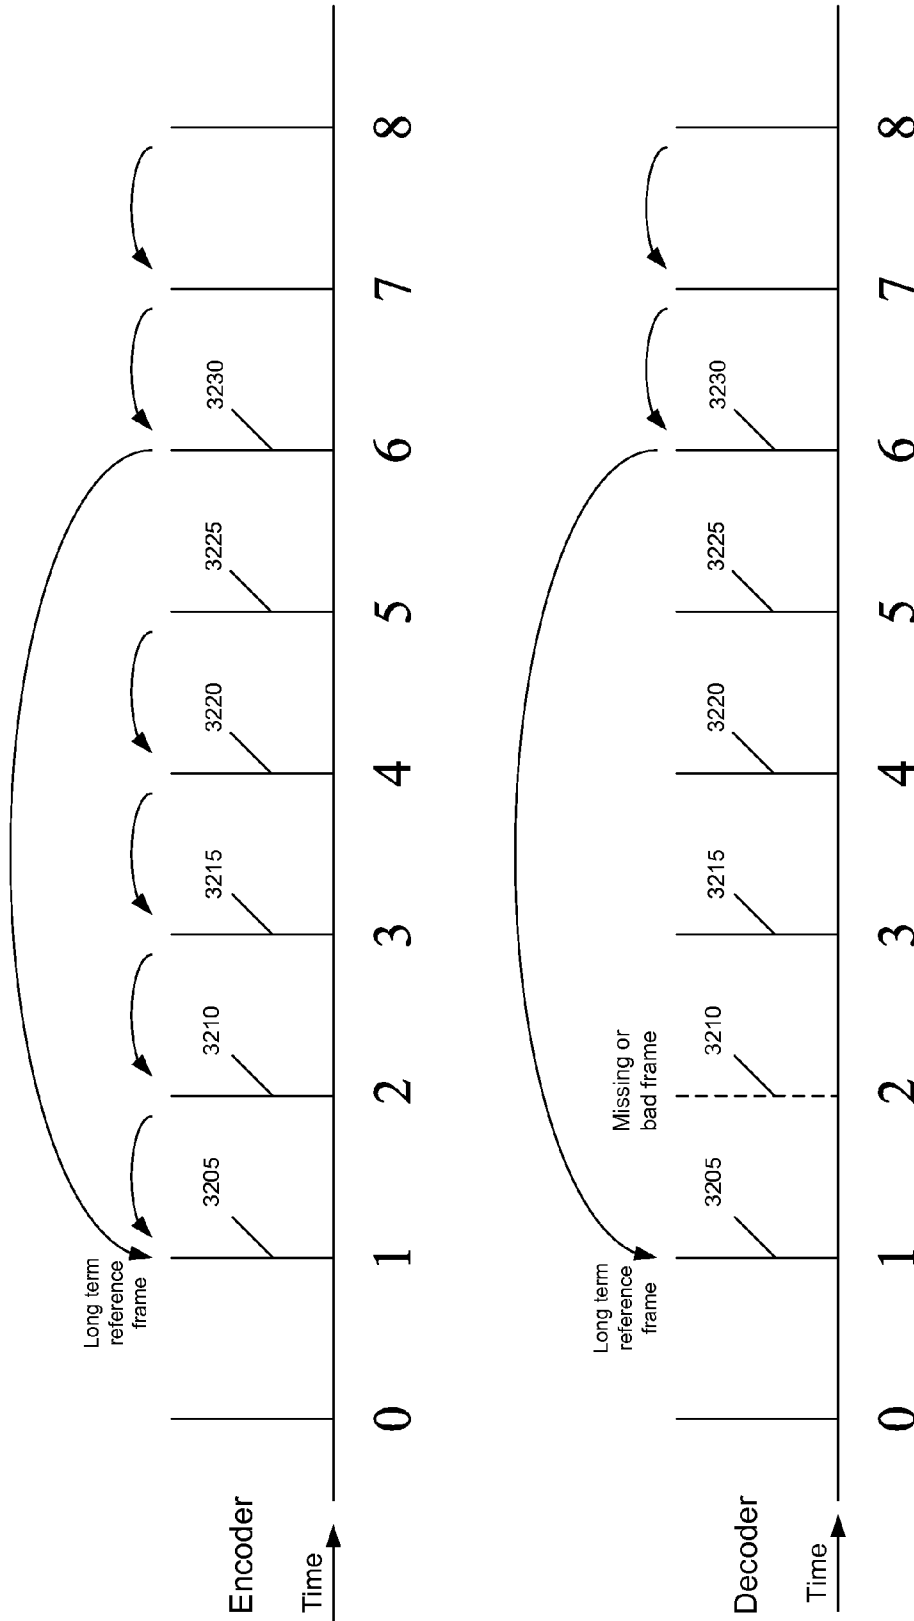 Encoder
Time
Long term
reference
frame
3205
3210
3215
3220
3225
3230
0 1 2 3 4 5 6 7 8
Decoder
Time
Long term
reference
frame
Missing or
bad frame
3205
3210
3215
3220
3225
3230
0 1 2 3 4 5 6 7 8